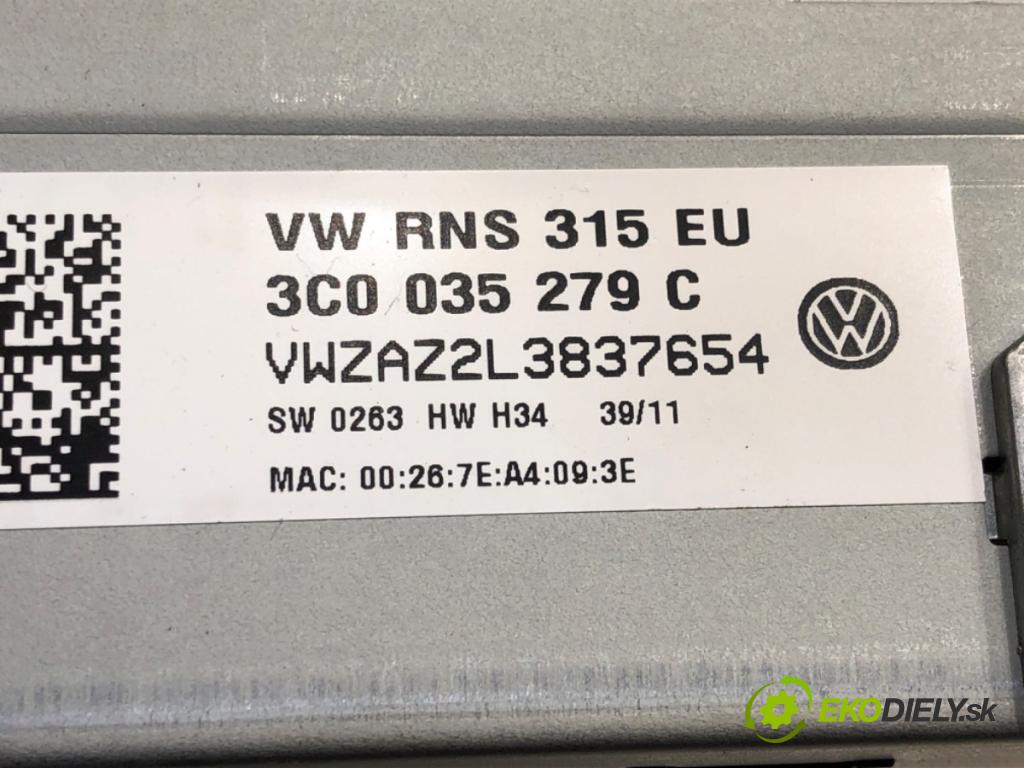 VW RNS 315 EU
3C0 035 279 C
VWZAZ2L3837654
SW 0263 HW H34 39/11
MAC: 00:26:7E:A4:09:3E
EKODIELY.sk